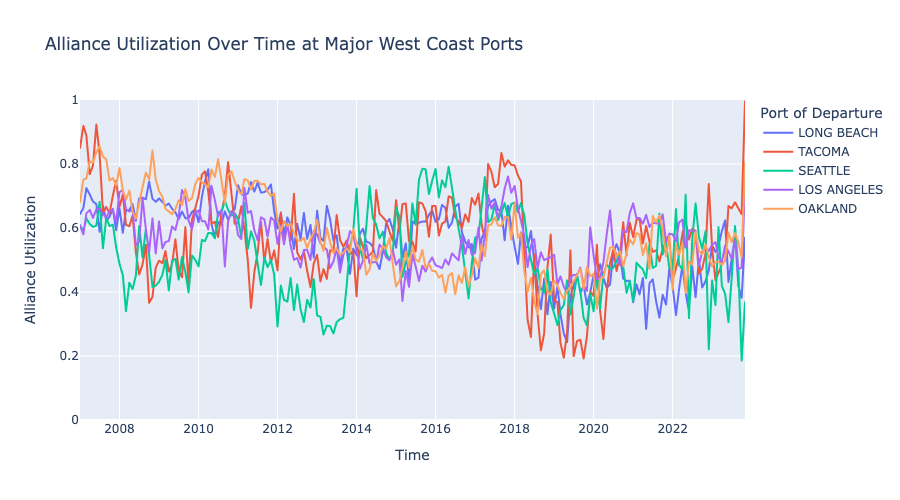 Alliance Utilization Over Time at Major West Coast Ports
Port of Departure
LONG BEACH
TACOMA
SEATTLE
LOS ANGELES
OAKLAND
Alliance Utilization
1
0.8
0.6
0.4
0.2
0
2008 2010 2012 2014 2016 2018 2020 2022
Time